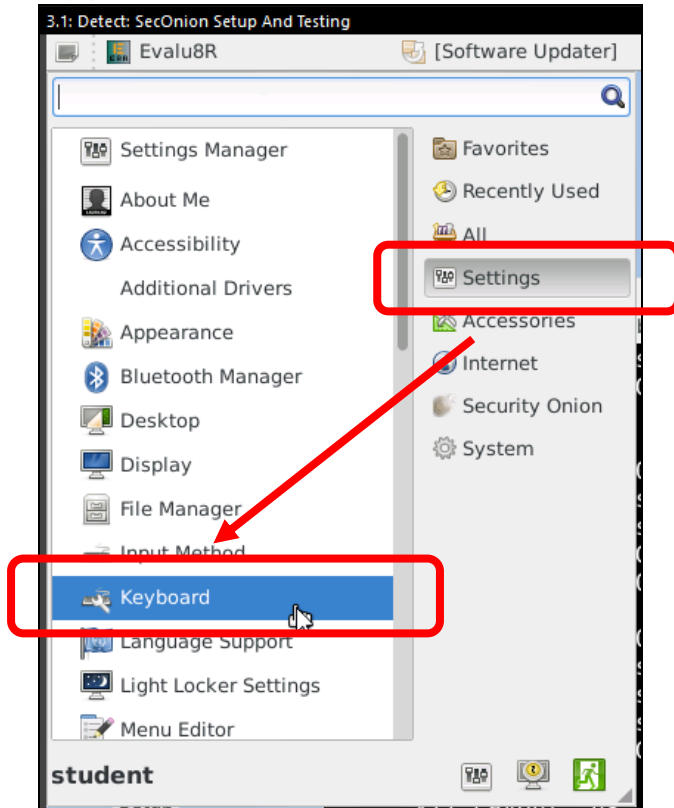 3.1: Detect: SecOnion Setup And Testing
Evalu8R
[Software Updater]
Settings Manager
About Me
Accessibility
Additional Drivers
Appearance
Bluetooth Manager
Desktop
Display
File Manager
Input Method
Keyboard
Language Support
Light Locker Settings
Menu Editor
Favorites
Recently Used
All
Settings
Accessories
Internet
Security Onion
System
student